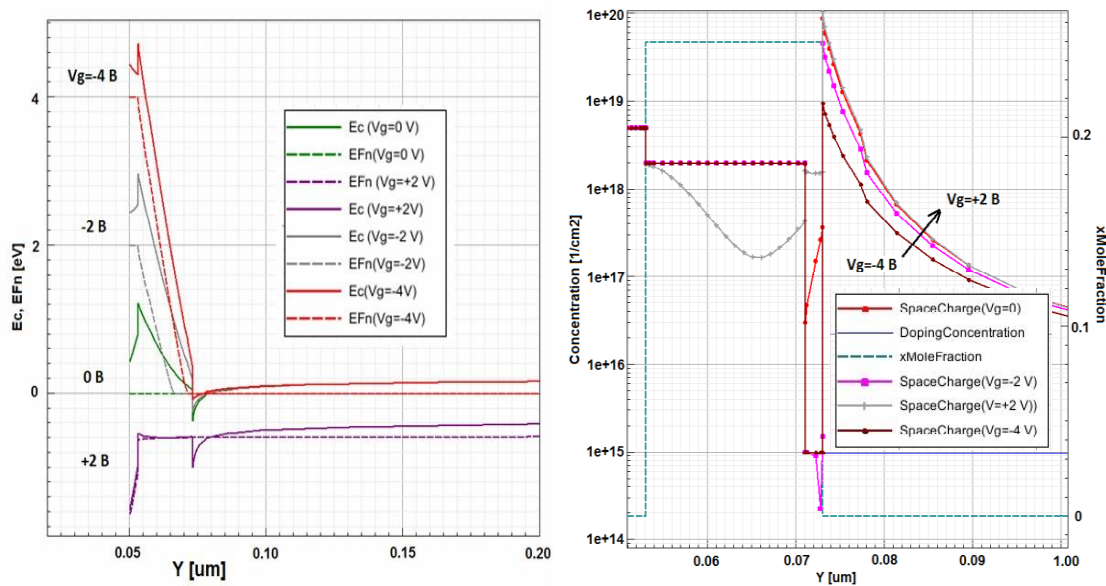 Vg=-4 B
-2 B
0 B
+2 B
4
2
0
Ec, EFn [eV]
Ec (Vg=0 V)
EFn(Vg=0 V)
EFn (Vg=+2 V)
Ec (Vg=+2V)
Ec (Vg=-2 V)
EFn(Vg=-2V)
Ec(Vg=-4V)
EFn(Vg=-4V)
0.05
0.10
0.15
0.20
Y [um]
1e+20
1e+19
1e+18
1e+17
1e+16
1e+15
1e+14
Concentration [1/cm2]
Vg=+2 B
Vg=-4 B
SpaceCharge(Vg=0)
DopingConcentration
xMoleFraction
SpaceCharge(Vg=-2 V)
SpaceCharge(V=+2 V))
SpaceCharge(Vg=-4 V)
0.2
0.1
0
xMoleFraction
0.06
0.07
0.08
0.09
1.00
Y [um]